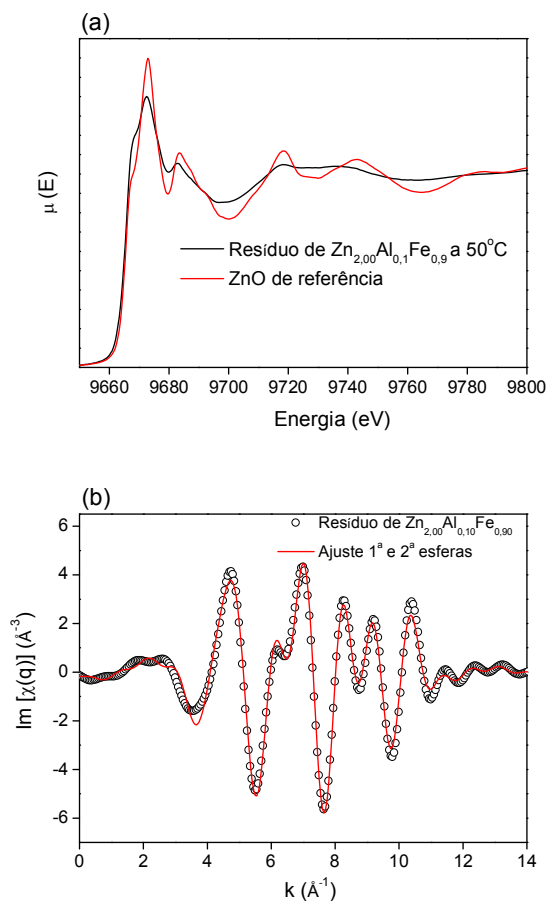 (a)
μ (E)
Resíduo de Zn2,00Al0,1Fe0,9 a 50°C
ZnO de referência
9660 9680 9700 9720 9740 9760 9780 9800
Energia (eV)
(b)
6
4
2
0
-2
-4
-6
Im [χ(q)] (Å-3)
Resíduo de Zn2,00Al0,10Fe0,90
Ajuste 1ª e 2ª esferas
0 2 4 6 8 10 12 14
k (Å-1)